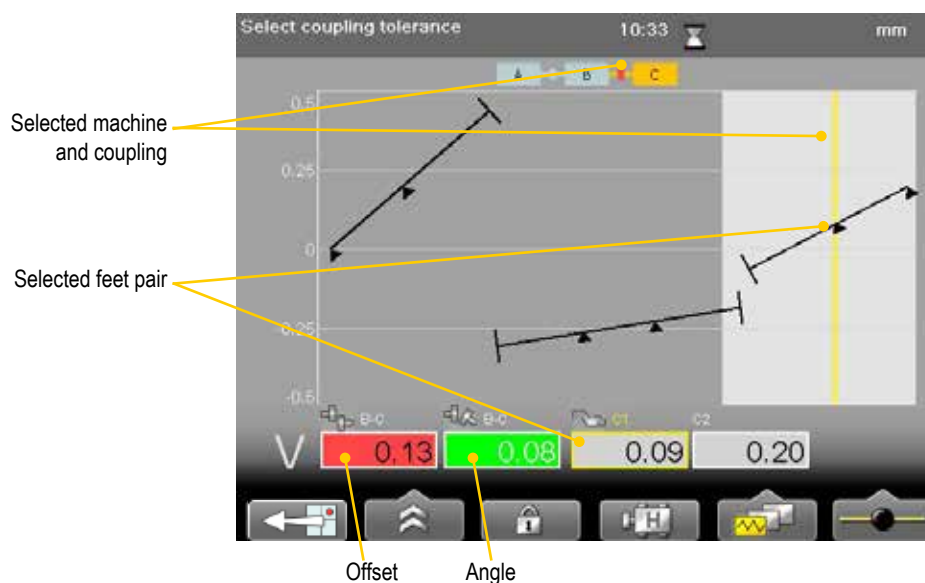 Select coupling tolerance 10:33 mm
A B C
Selected machine
and coupling
0.5
0.25
0
-0.25
-0.5
Selected feet pair
B-C B-C C1 C2
V 0.13 0.08 0.09 0.20
H
Offset Angle